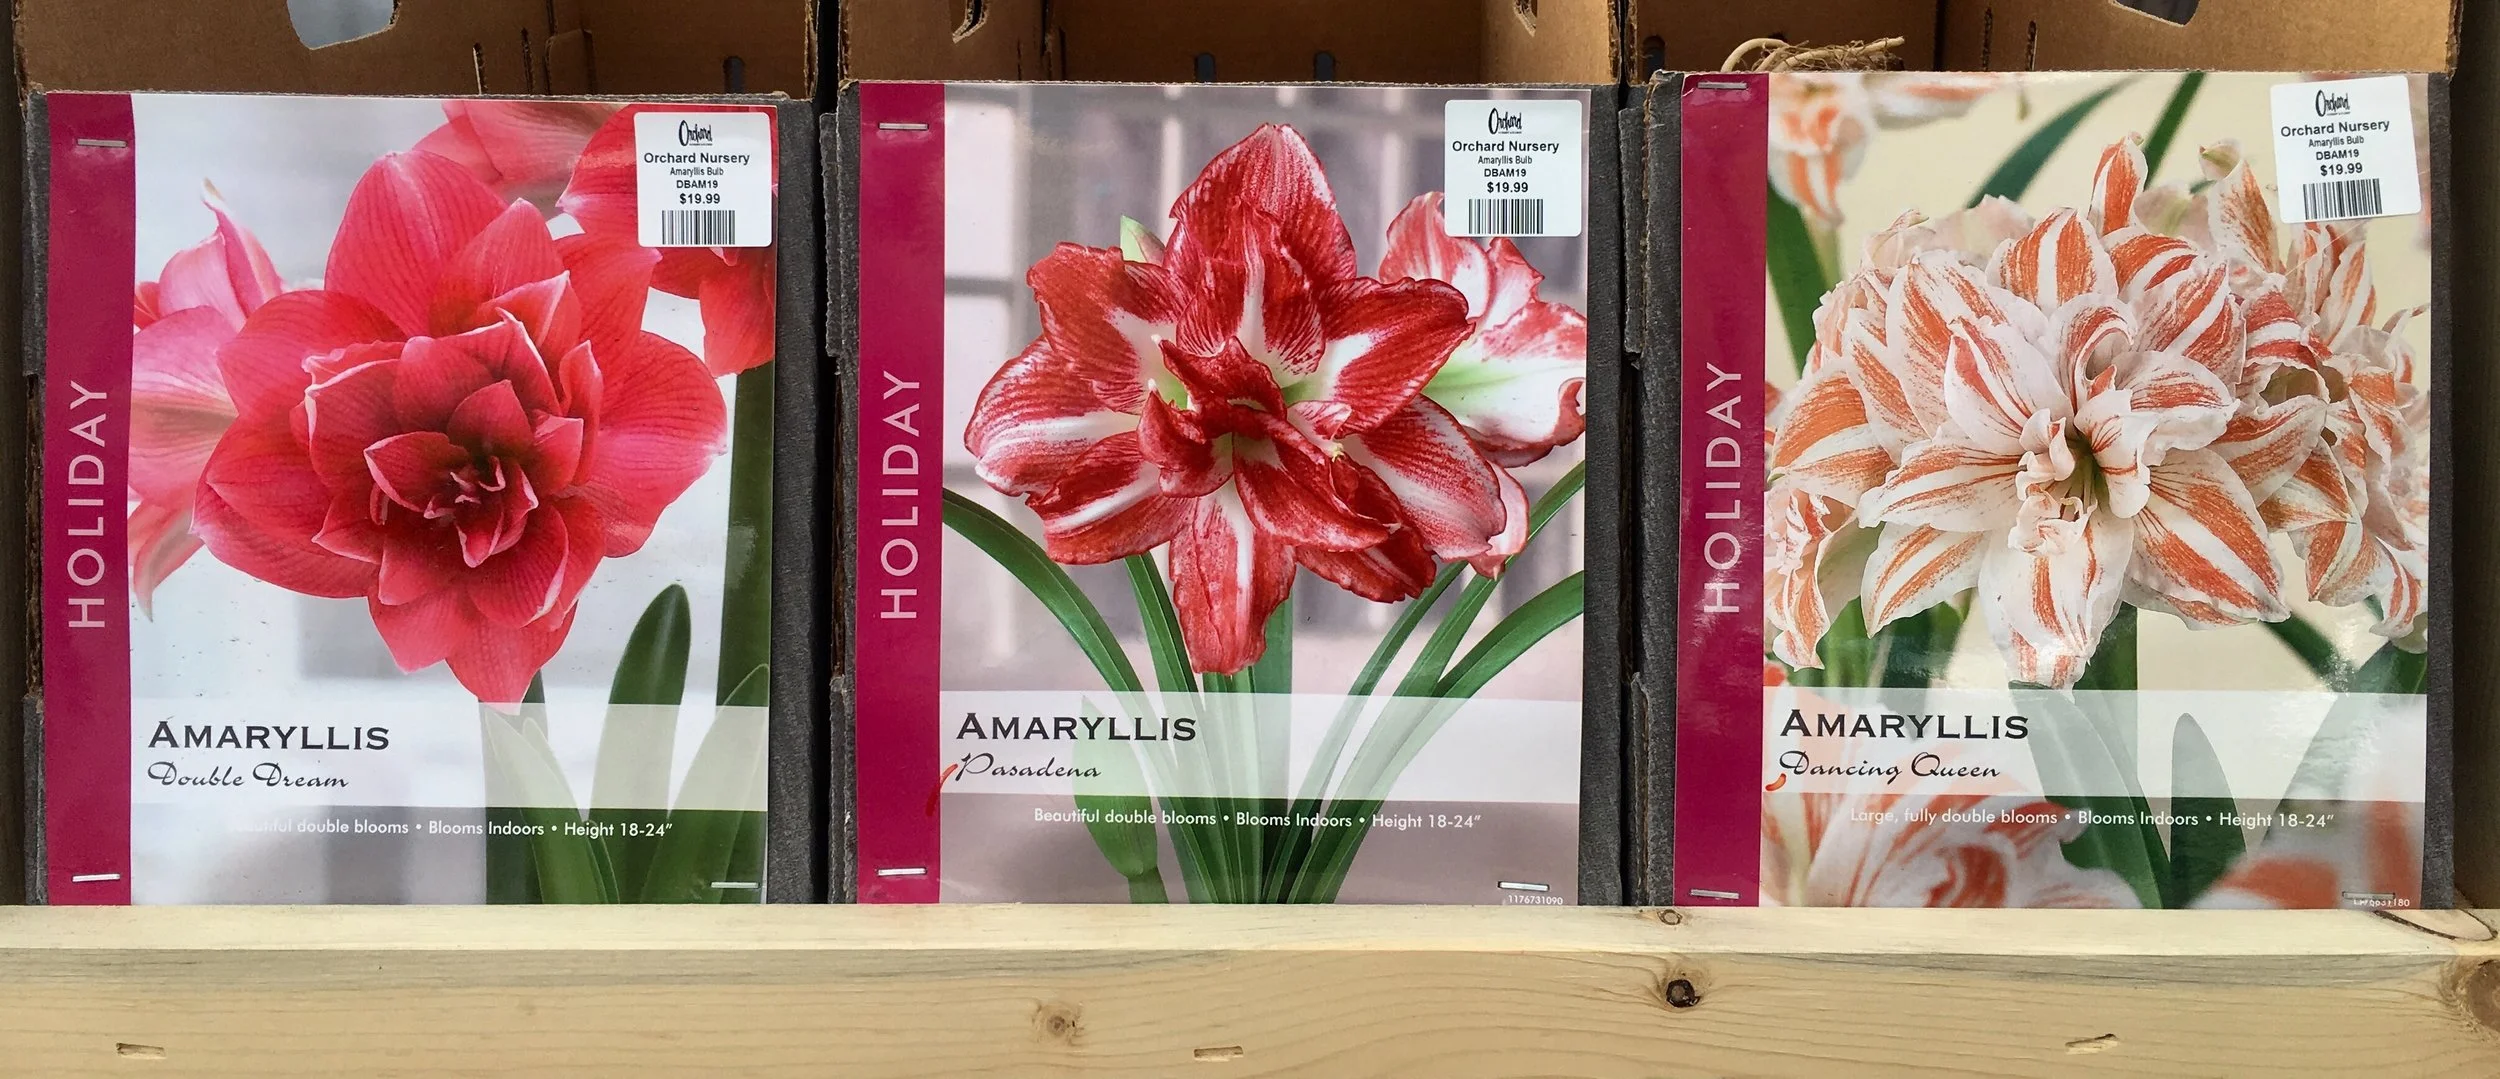 HOLIDAY
Orchard
Orchard Nursery
Amaryllis Bulb
DBAM19
$19.99
AMARYLLIS
Double Dream
double blooms • Blooms Indoors • Height 18-24"
HOLIDAY
Orchard
Orchard Nursery
Amaryllis Bulb
DBAM19
$19.99
AMARYLLIS
Pasadena
Beautiful double blooms • Blooms Indoors • Height 18-24"
1176731090
HOLIDAY
Orchard
Orchard Nursery
Amaryllis Bulb
DBAM19
$19.99
AMARYLLIS
Dancing Queen
Large, fully double blooms • Blooms Indoors • Height 18-24"